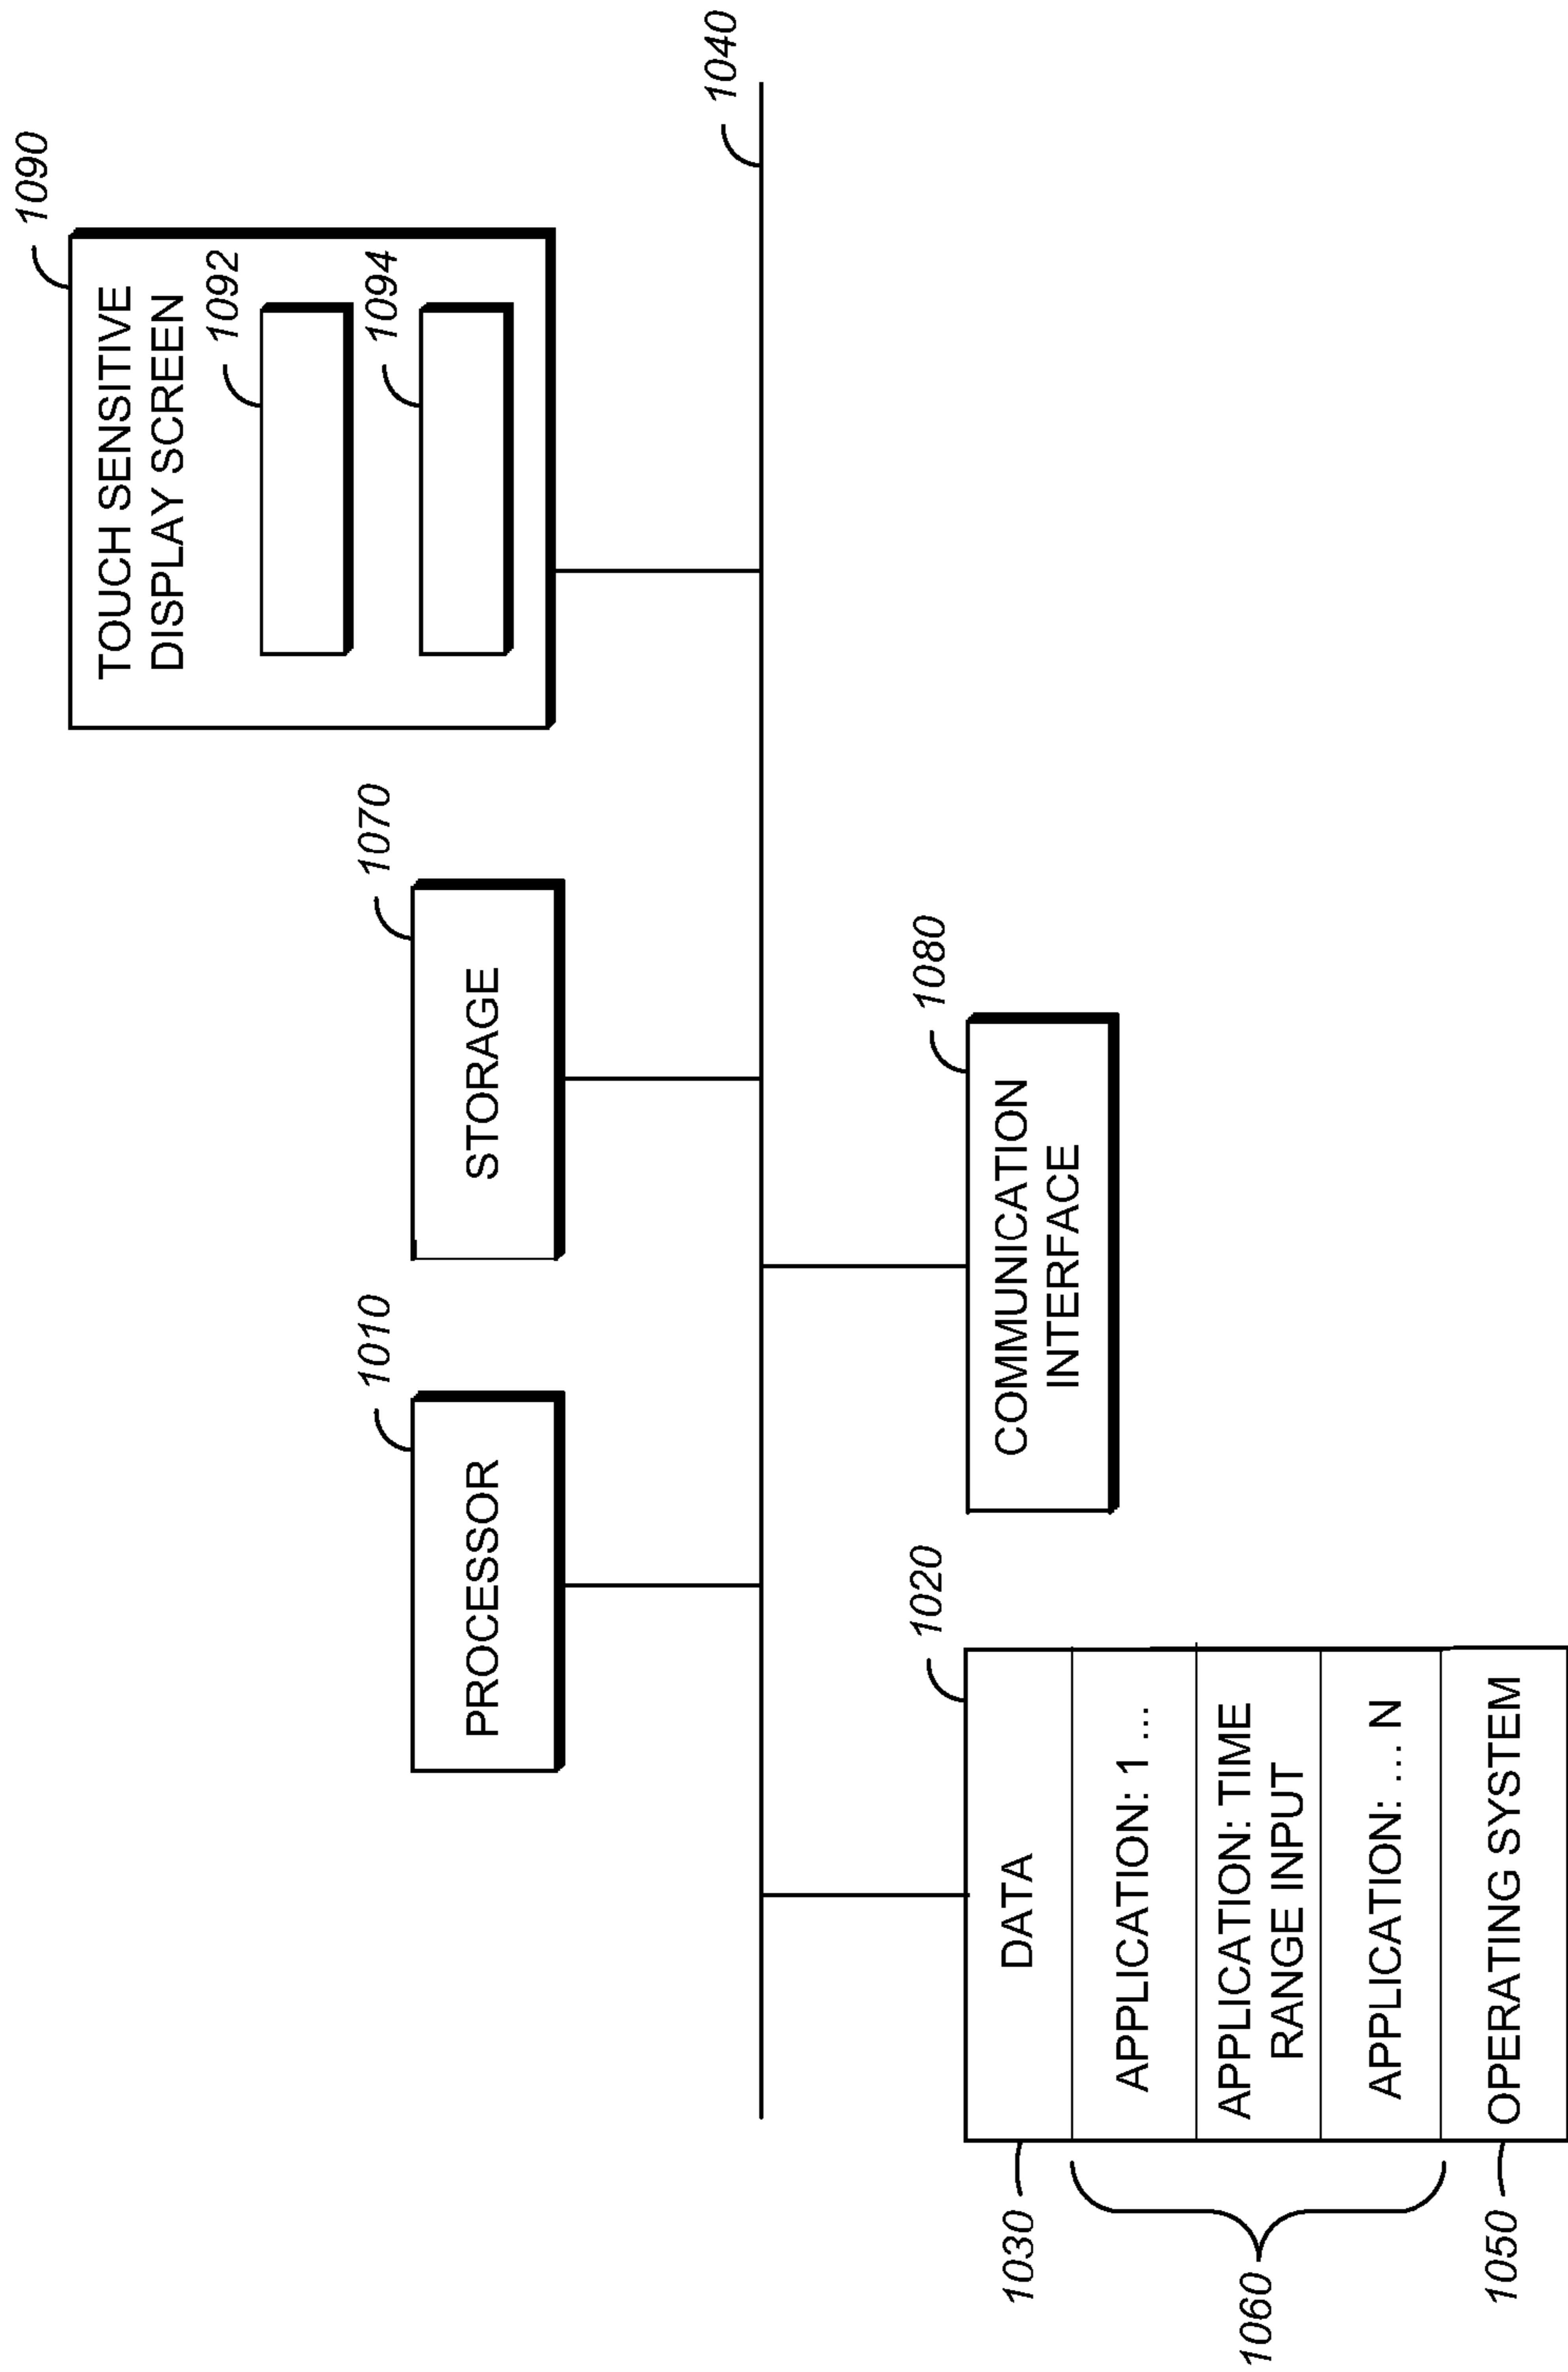 1090
TOUCH SENSITIVE
DISPLAY SCREEN
1092
1094
1010
PROCESSOR
1070
STORAGE
1040
1020
DATA
APPLICATION: 1 ...
APPLICATION: TIME
RANGE INPUT
APPLICATION: ... N
OPERATING SYSTEM
1030
1060
1050
1080
COMMUNICATION
INTERFACE